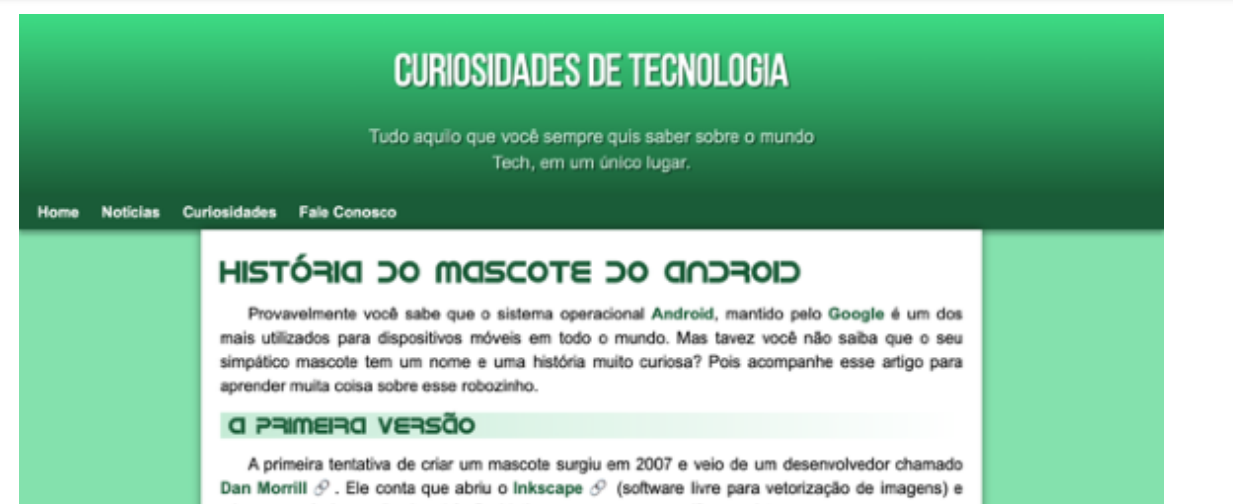 CURIOSIDADES DE TECNOLOGIA
Tudo aquilo que você sempre quis saber sobre o mundo
Tech, em um único lugar.
Home Notícias Curiosidades Fale Conosco
HISTÓRIA DO MASCOTE DO ANDROID
Provavelmente você sabe que o sistema operacional Android, mantido pelo Google é um dos
mais utilizados para dispositivos móveis em todo o mundo. Mas tavez você não saiba que o seu
simpático mascote tem um nome e uma história muito curiosa? Pois acompanhe esse artigo para
aprender muita coisa sobre esse robozinho.
A PRIMEIRA VERSÃO
A primeira tentativa de criar um mascote surgiu em 2007 e veio de um desenvolvedor chamado
Dan Morrill 🔗 . Ele conta que abriu o Inkscape 🔗 (software livre para vetorização de imagens) e